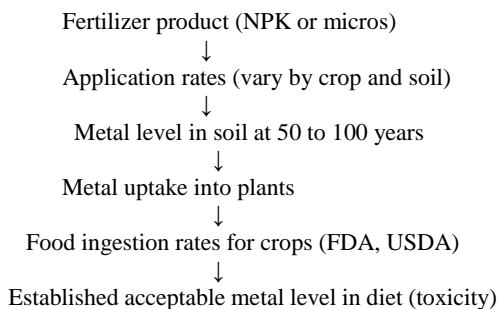 Fertilizer product (NPK or micros)
↓
Application rates (vary by crop and soil)
↓
Metal level in soil at 50 to 100 years
↓
Metal uptake into plants
↓
Food ingestion rates for crops (FDA, USDA)
↓
Established acceptable metal level in diet (toxicity)